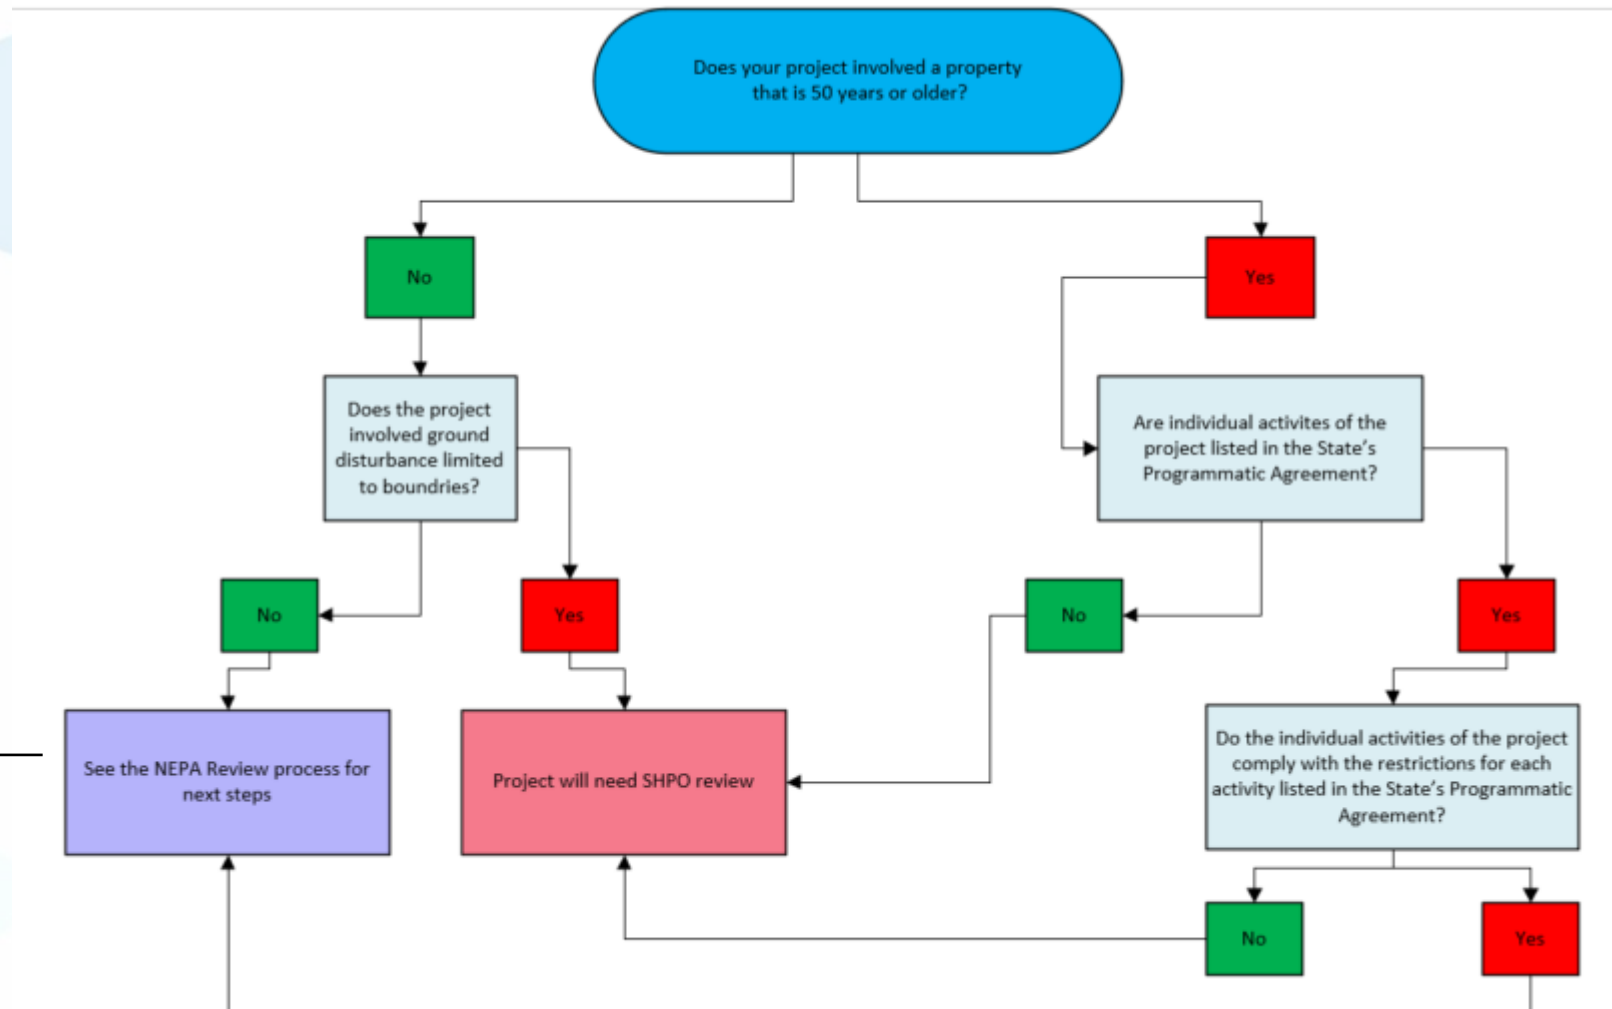 Does your project involved a property
that is 50 years or older?
No
Yes
Does the project
involved ground
disturbance limited
to boundries?
Are individual activites of the
project listed in the State's
Programmatic Agreement?
No
Yes
No
Yes
See the NEPA Review process for
next steps
Project will need SHPO review
Do the individual activities of the project
comply with the restrictions for each
activity listed in the State's Programmatic
Agreement?
No
Yes